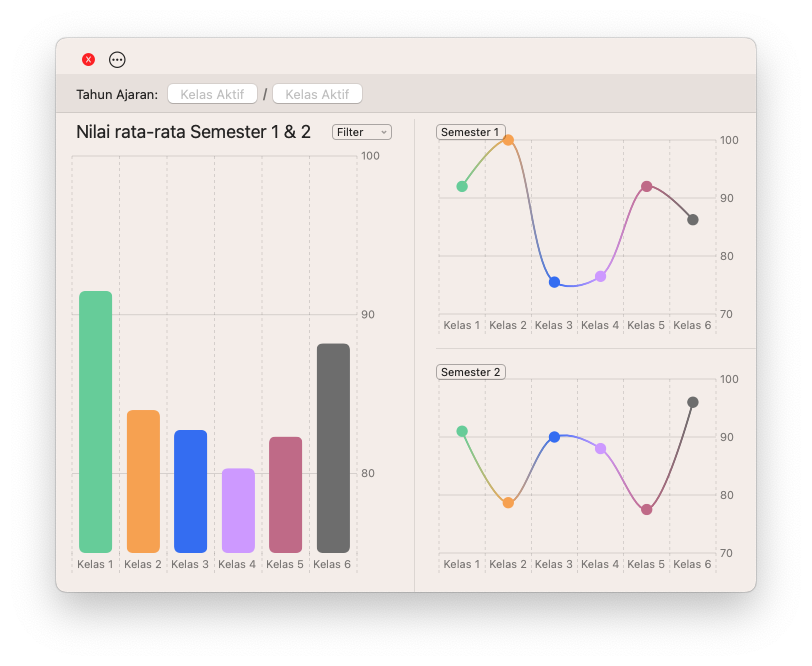 X
Tahun Ajaran: Kelas Aktif / Kelas Aktif
Nilai rata-rata Semester 1 & 2
Filter
100
90
80
Kelas 1 Kelas 2 Kelas 3 Kelas 4 Kelas 5 Kelas 6
Semester 1
100
90
80
70
Kelas 1 Kelas 2 Kelas 3 Kelas 4 Kelas 5 Kelas 6
Semester 2
100
90
80
70
Kelas 1 Kelas 2 Kelas 3 Kelas 4 Kelas 5 Kelas 6